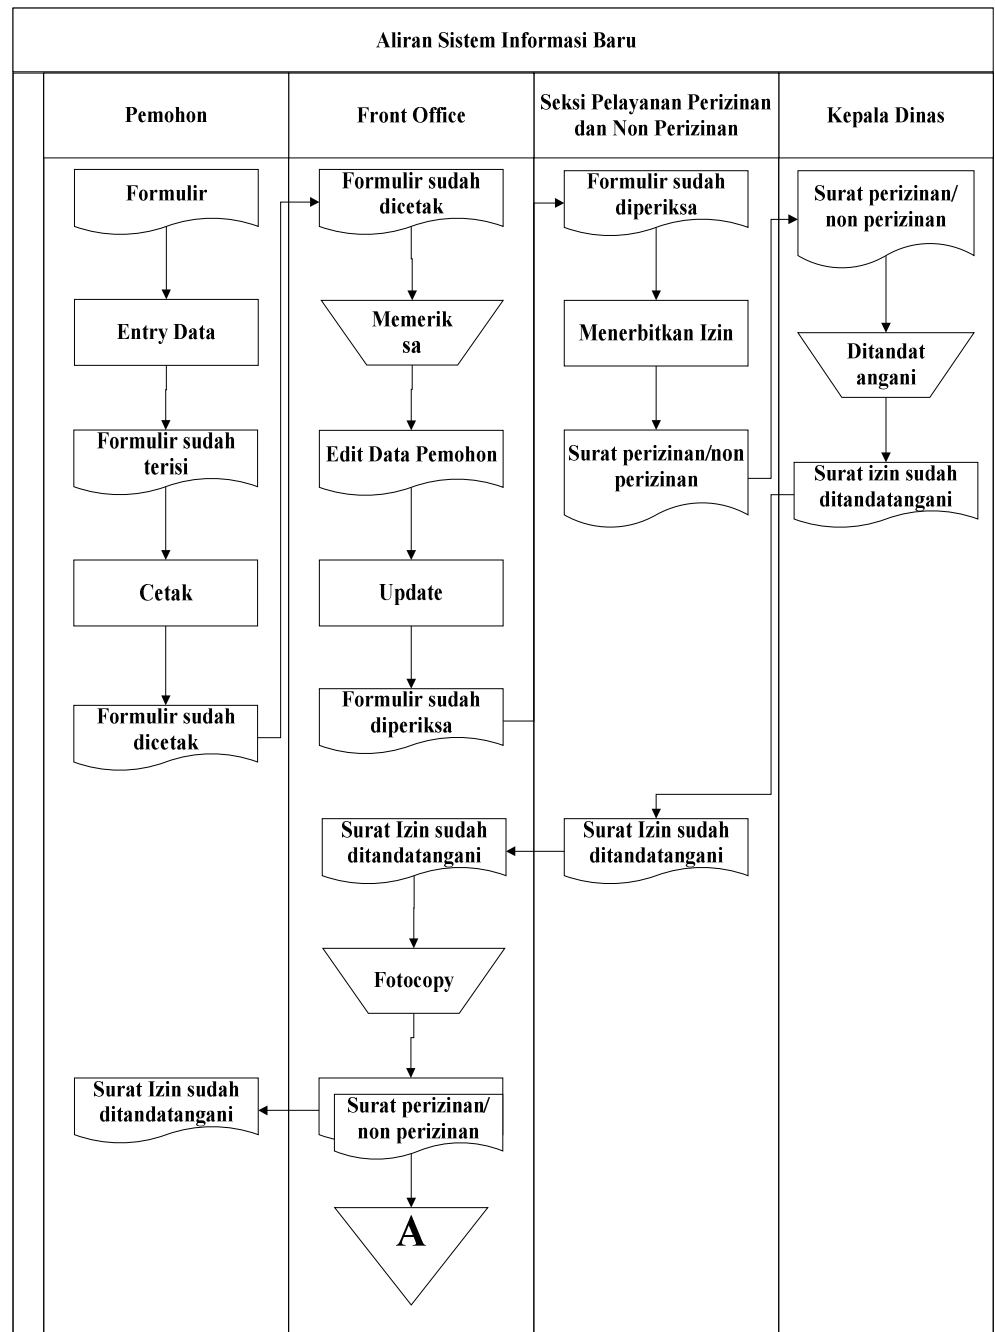 Aliran Sistem Informasi Baru
Pemohon
Front Office
Seksi Pelayanan Perizinan
dan Non Perizinan
Kepala Dinas
Formulir
Entry Data
Formulir sudah
terisi
Cetak
Formulir sudah
dicetak
Formulir sudah
dicetak
Memerik
sa
Edit Data Pemohon
Update
Formulir sudah
diperiksa
Formulir sudah
diperiksa
Menerbitkan Izin
Surat perizinan/non
perizinan
Surat perizinan/
non perizinan
Ditandat
angani
Surat izin sudah
ditandatangani
Surat Izin sudah
ditandatangani
Surat Izin sudah
ditandatangani
Fotocopy
Surat perizinan/
non perizinan
Surat Izin sudah
ditandatangani
A